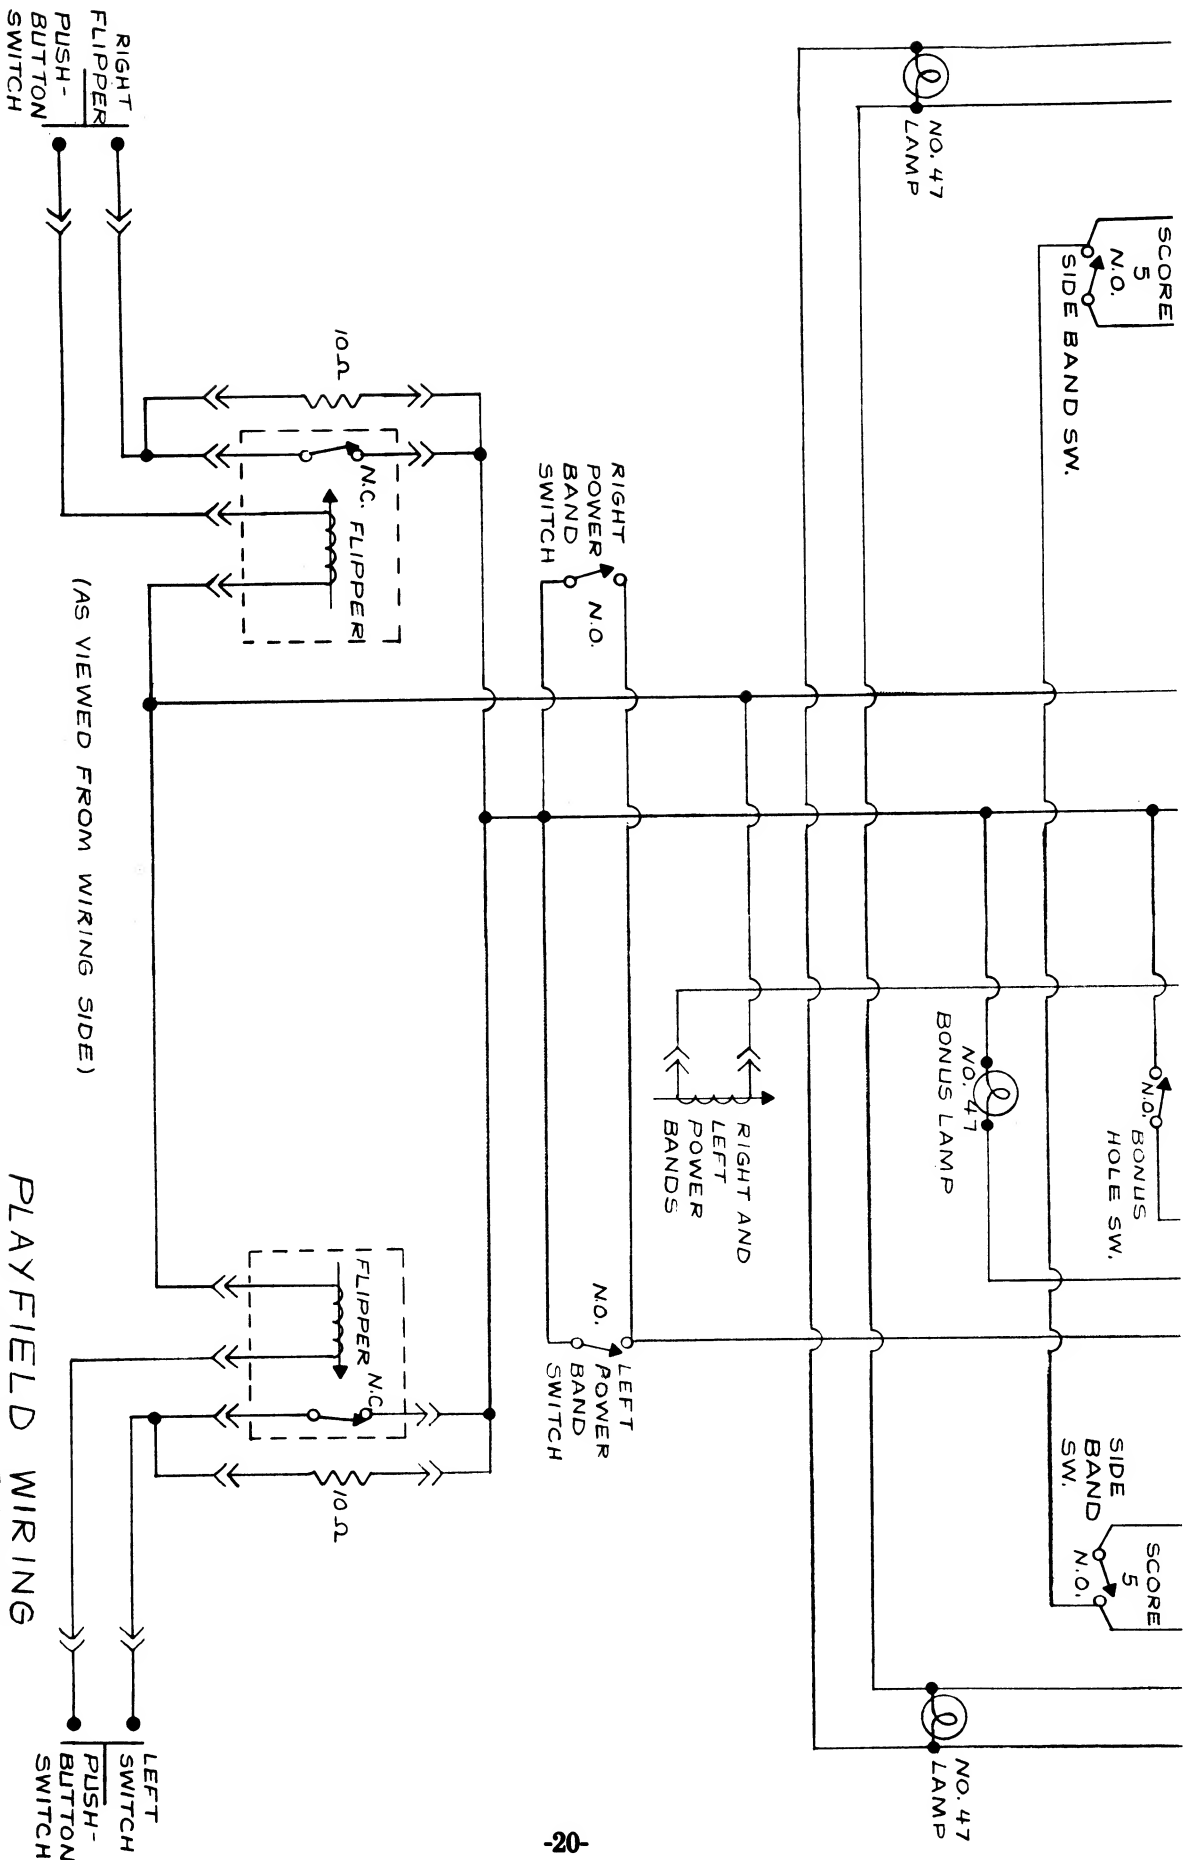 NO. 47
LAMP
SCORE
5
N.O.
SIDE BAND SW.
N.O.
BONUS
HOLE SW.
NO. 47
BONUS LAMP
SIDE
BAND
SW.
SCORE
5
N.O.
NO. 47
LAMP
RIGHT
POWER
BAND
SWITCH
N.O.
RIGHT AND
LEFT
POWER
BANDS
N.O.
LEFT
POWER
BAND
SWITCH
10Ω
N.C.
FLIPPER
FLIPPER
N.C.
10Ω
RIGHT
FLIPPER
PUSH-
BUTTON
SWITCH
(AS VIEWED FROM WIRING SIDE)
LEFT
SWITCH
PUSH-
BUTTON
SWITCH
PLAYFIELD WIRING
-20-